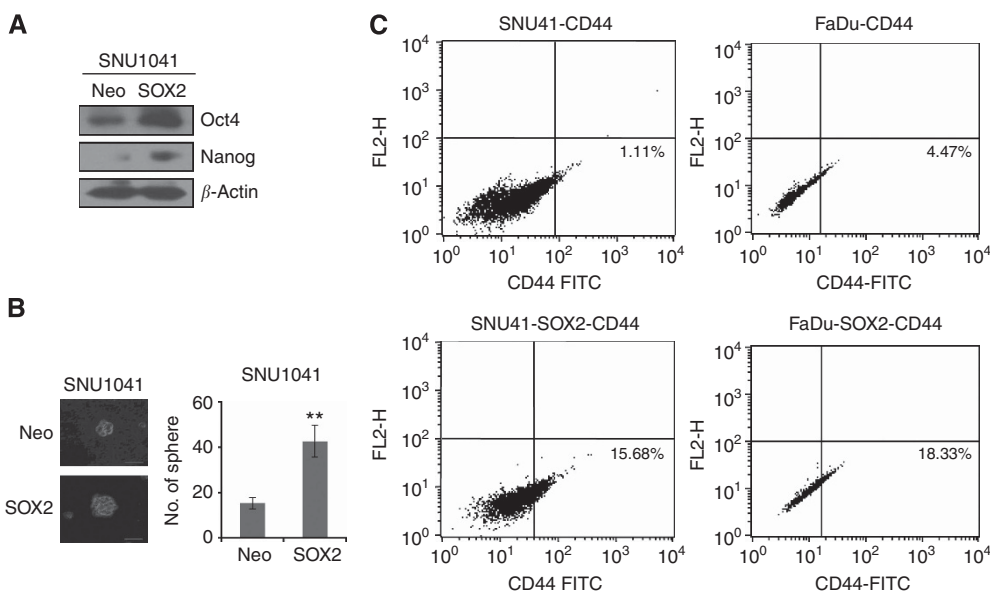 A
SNU1041
Neo SOX2
Oct4
Nanog
β-Actin
B
SNU1041
Neo
SOX2
SNU1041
No. of sphere
60
40
20
0
**
Neo SOX2
C
SNU41-CD44
FL2-H
10⁴
10³
10²
10¹
10⁰
1.11%
10⁰ 10¹ 10² 10³ 10⁴
CD44 FITC
FaDu-CD44
FL2-H
10⁴
10³
10²
10¹
10⁰
4.47%
10⁰ 10¹ 10² 10³ 10⁴
CD44-FITC
SNU41-SOX2-CD44
FL2-H
10⁴
10³
10²
10¹
10⁰
15.68%
10⁰ 10¹ 10² 10³ 10⁴
CD44 FITC
FaDu-SOX2-CD44
FL2-H
10⁴
10³
10²
10¹
10⁰
18.33%
10⁰ 10¹ 10² 10³ 10⁴
CD44-FITC